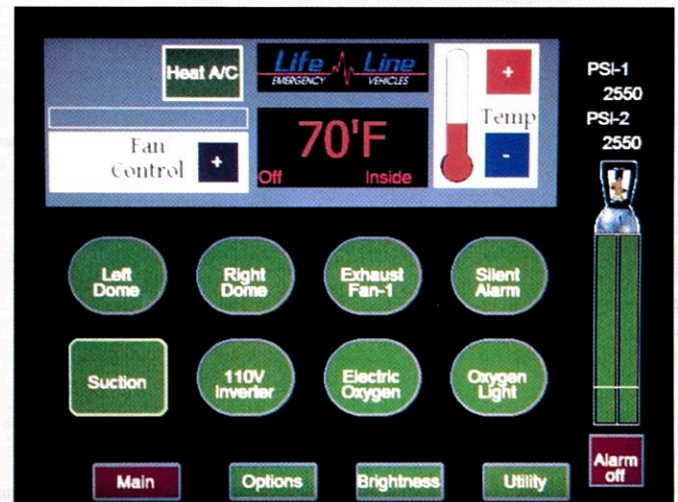 Heat A/C
Life Line
EMERGENCY VEHICLES
+
Temp
-
Fan
Control
+
70'F
Off
Inside
PSI-1
2550
PSI-2
2550
Left
Dome
Right
Dome
Exhaust
Fan-1
Silent
Alarm
Suction
110V
Inverter
Electric
Oxygen
Oxygen
Light
Main
Options
Brightness
Utility
Alarm
off